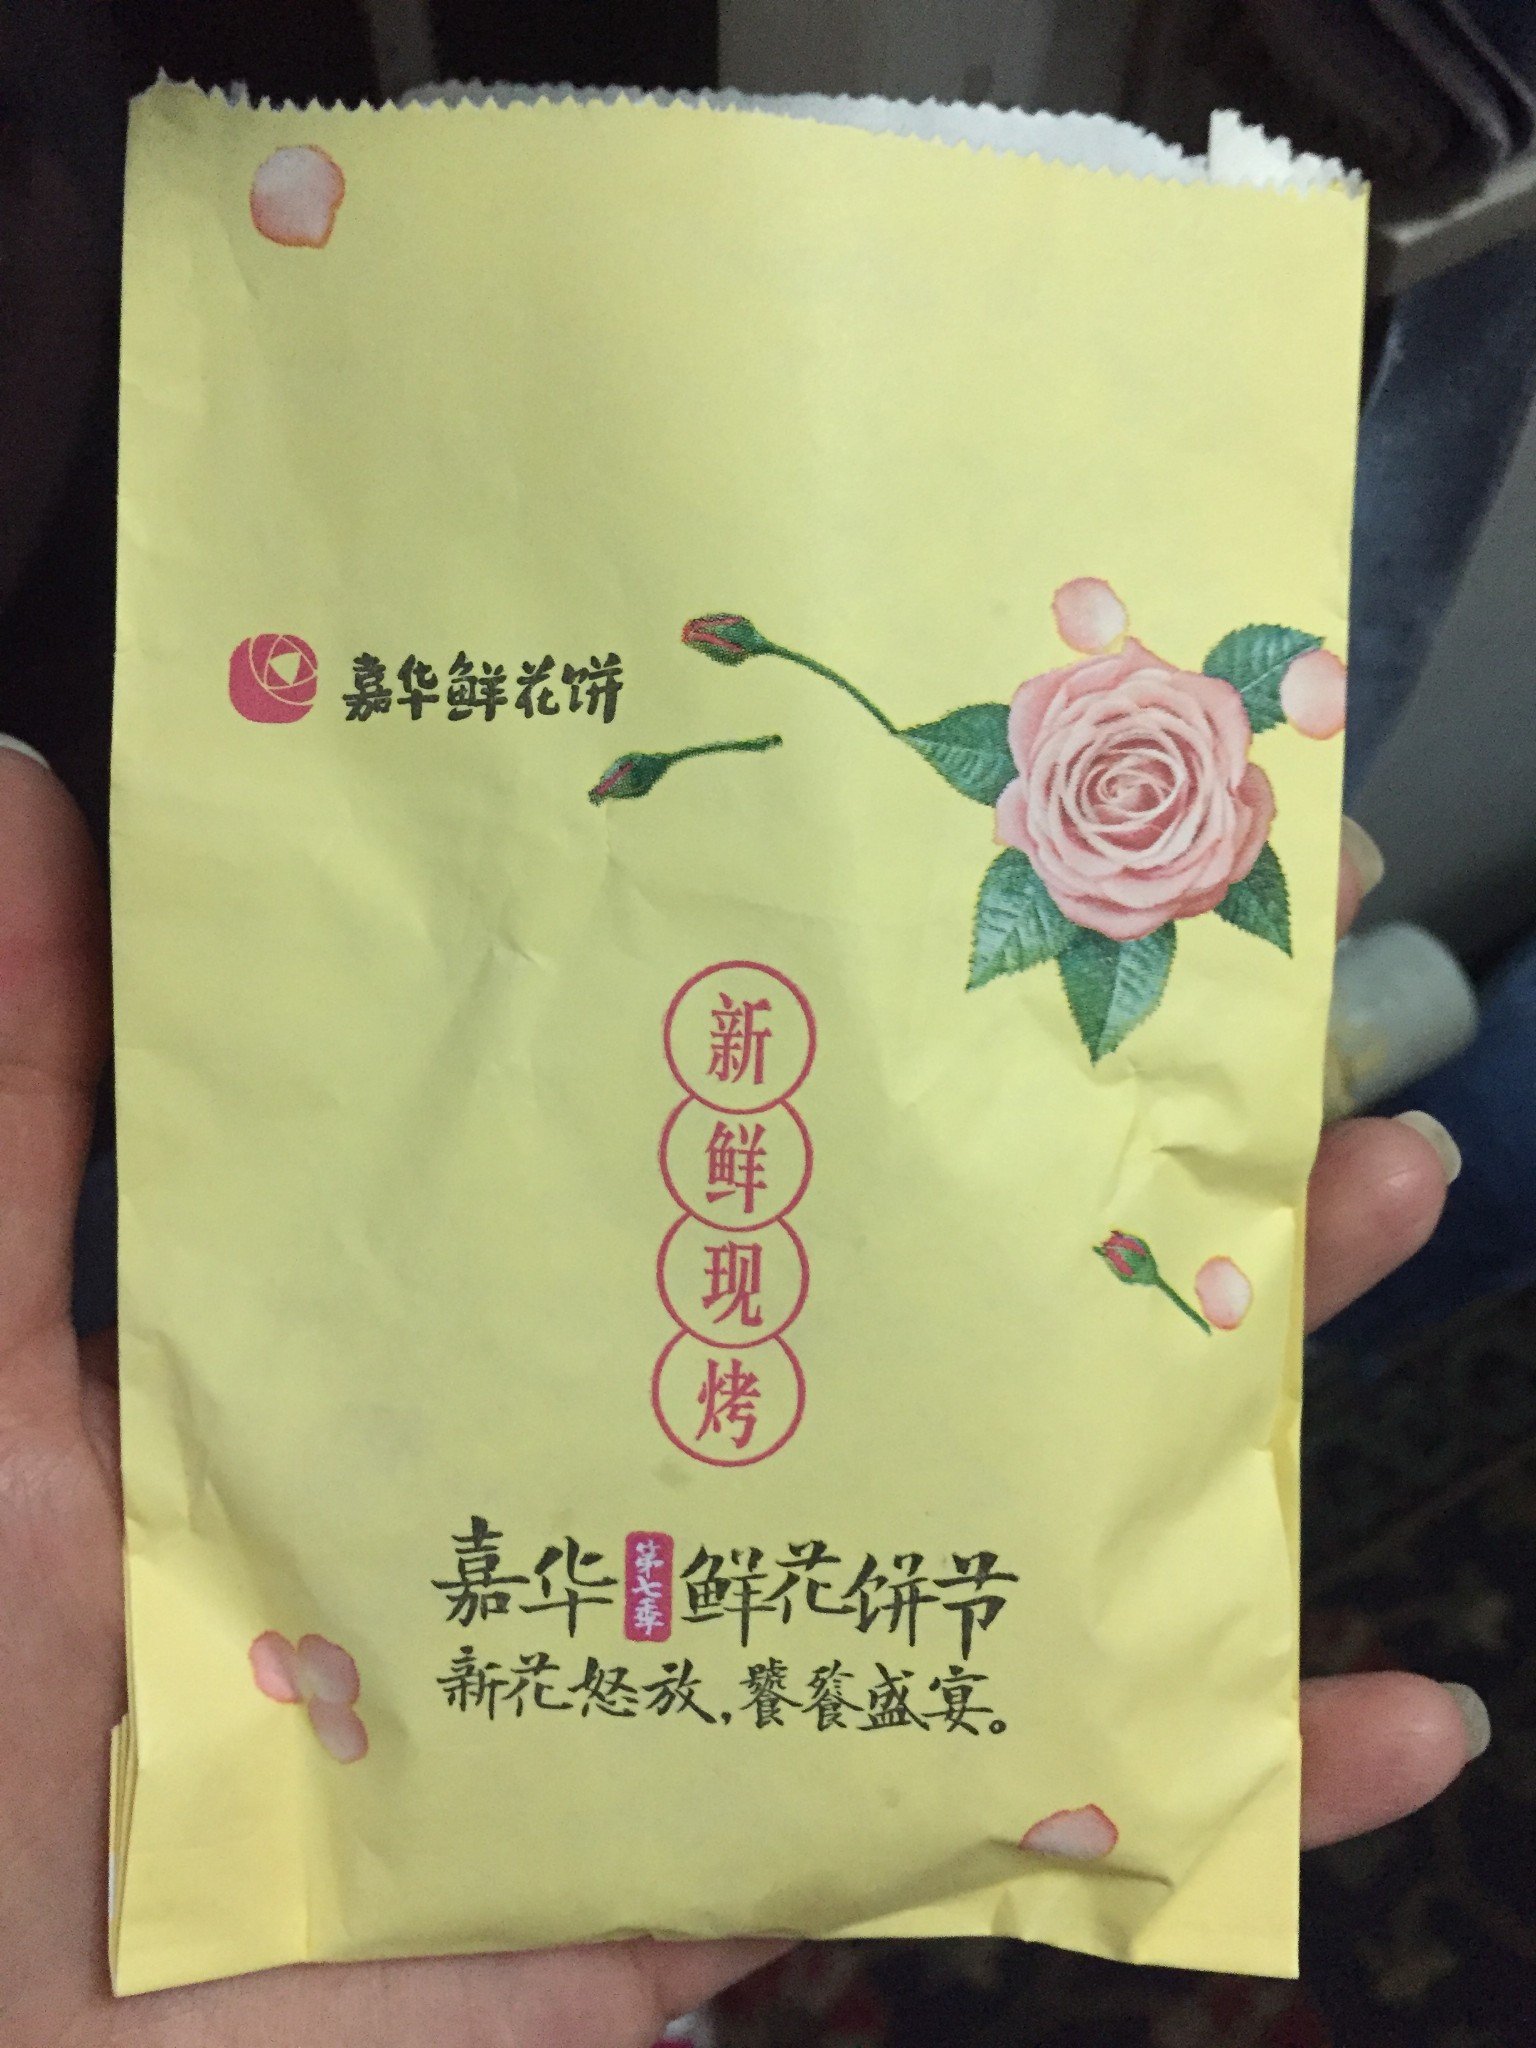 嘉华鲜花饼
新
鲜
现
烤
嘉华第七季鲜花饼节
新花怒放,饕餮盛宴。